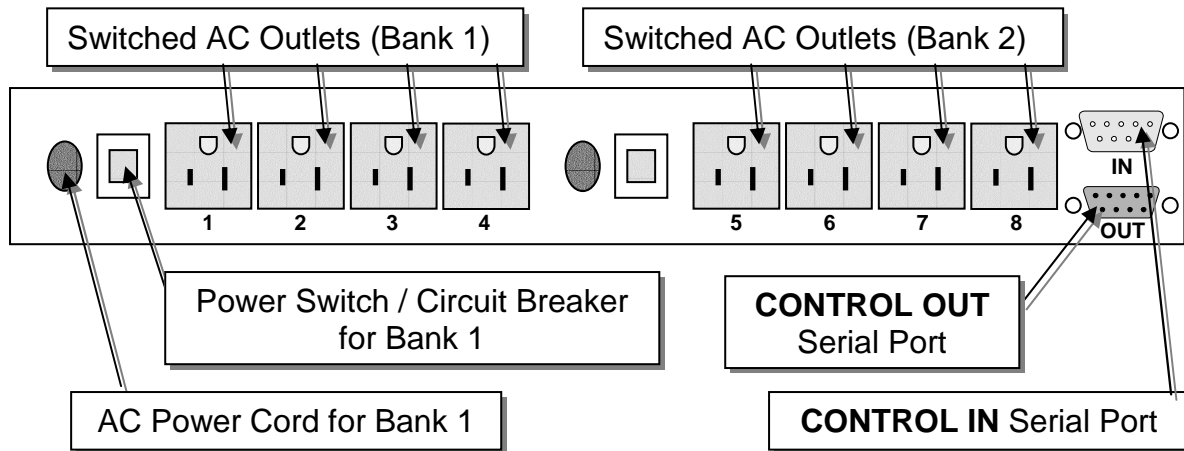 Switched AC Outlets (Bank 1)
Switched AC Outlets (Bank 2)
IN
OUT
1
2
3
4
5
6
7
8
Power Switch / Circuit Breaker
for Bank 1
CONTROL OUT
Serial Port
AC Power Cord for Bank 1
CONTROL IN Serial Port